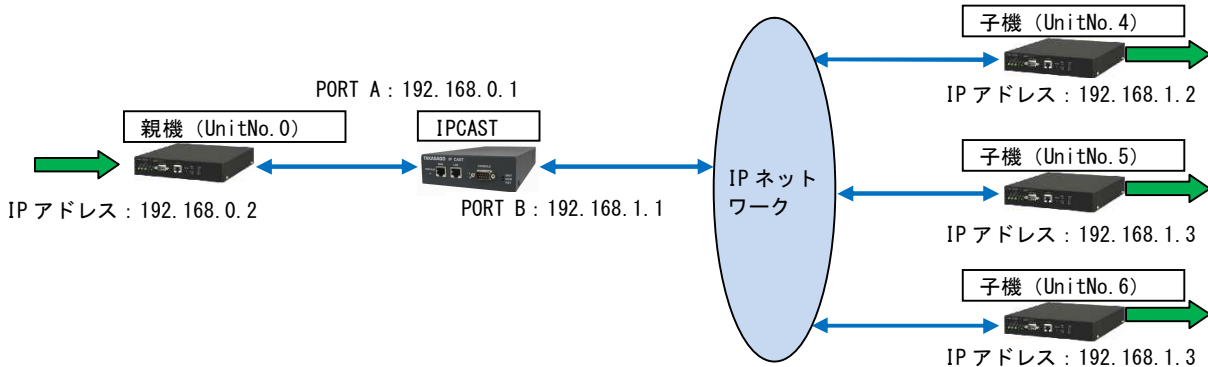 子機 (UnitNo.4)
PORT A：192.168.0.1
IP アドレス：192.168.1.2
親機 (UnitNo.0)
IPCAST
子機 (UnitNo.5)
TAKASAGO IP CAST
IP ネット
ワーク
IP アドレス：192.168.0.2
PORT B：192.168.1.1
IP アドレス：192.168.1.3
子機 (UnitNo.6)
IP アドレス：192.168.1.3